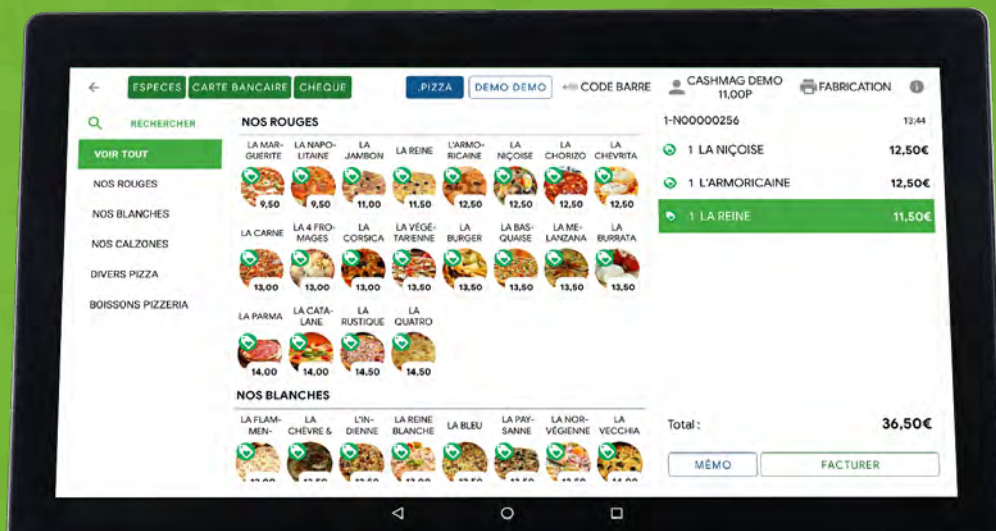 ESPECES CARTE BANCAIRE CHEQUE .PIZZA DEMO DEMO CODE BARRE CASHMAG DEMO 11,00P FABRICATION
RECHERCHER
VOIR TOUT
NOS ROUGES
NOS BLANCHES
NOS CALZONES
DIVERS PIZZA
BOISSONS PIZZERIA
NOS ROUGES
LA MAR-GUERITE LA NAPO-LITAINE LA JAMBON LA REINE L'ARMO-RICAINE LA NIÇOISE LA CHORIZO LA CHEVRITA
9,50 9,50 11,00 11,50 12,50 12,50 12,50 12,50
LA CARNE LA 4 FRO-MAGES LA CORSICA LA VÉGÉ-TARIENNE LA BURGER LA BAS-QUAISE LA ME-LANZANA LA BURRATA
13,00 13,00 13,00 13,50 13,50 13,50 13,50 13,50
LA PARMA LA CATA-LANE LA RUSTIQUE LA QUATRO
14,00 14,00 14,50 14,50
NOS BLANCHES
LA FLAM-MEN- LA CHÈVRE & L'IN-DIENNE LA REINE BLANCHE LA BLEU LA PAY-SANNE LA NOR-VÉGIENNE LA VECCHIA
1-N00000256 13:44
1 LA NIÇOISE 12,50€
1 L'ARMORICAINE 12,50€
1 LA REINE 11,50€
Total : 36,50€
MÉMO FACTURER